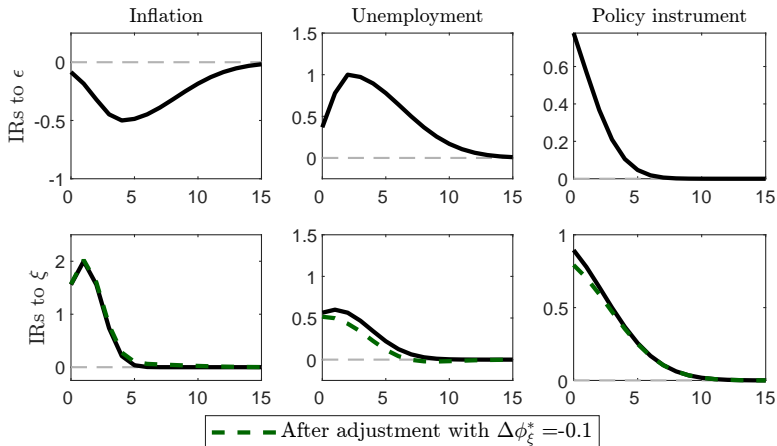 Inflation
Unemployment
Policy instrument
IRs to ϵ
0
-0.5
-1
0 5 10 15
1.5
1
0.5
0
0 5 10 15
0.6
0.4
0.2
0
0 5 10 15
IRs to ξ
2
1
0
0 5 10 15
1.5
1
0.5
0
0 5 10 15
1
0.5
0
0 5 10 15
After adjustment with Δϕ*ξ =-0.1